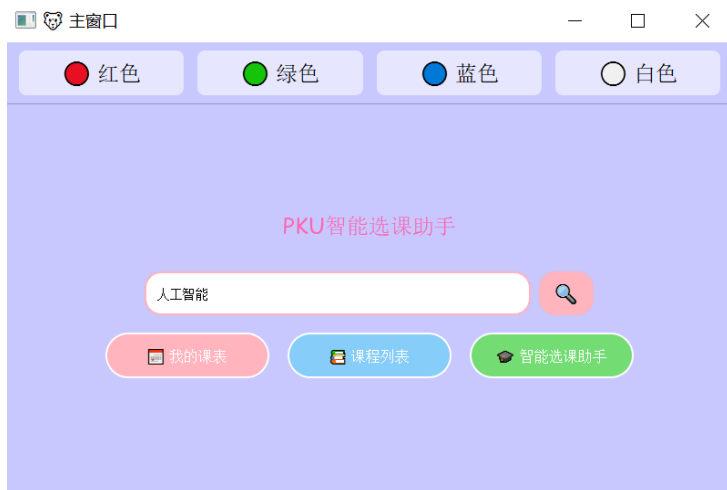 主窗口
红色
绿色
蓝色
白色
PKU智能选课助手
人工智能
我的课表
课程列表
智能选课助手